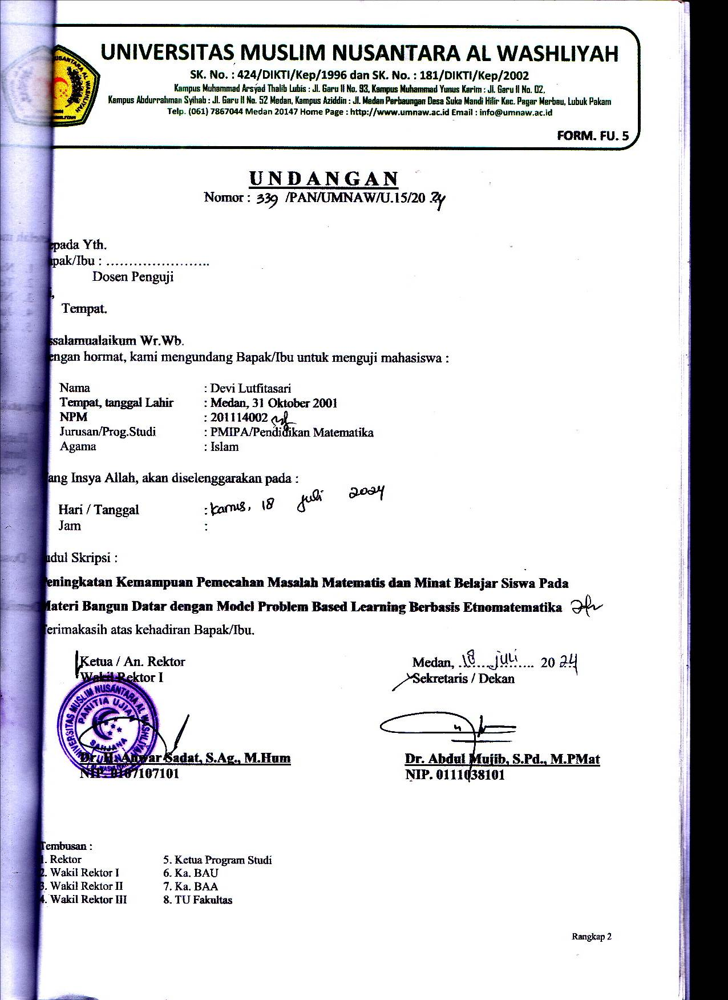 UNIVERSITAS MUSLIM NUSANTARA AL WASHLIYAH
SK. No. : 424/DIKTI/Kep/1996 dan SK. No. : 181/DIKTI/Kep/2002
Kampus Muhammad Arsyad Thalib Lubis : Jl. Garu II No. 93, Kampus Muhammad Yunus Karim : Jl. Garu II No. 02,
Kampus Abdurrahman Syihab : Jl. Garu II No. 52 Medan, Kampus Aziddin : Jl. Medan Perbaungan Desa Suka Mandi Hilir Kec. Pagar Merbau, Lubuk Pakam
Telp. (061) 7867044 Medan 20147 Home Page : http://www.umnaw.ac.id Email : info@umnaw.ac.id
FORM. FU. 5
UNDANGAN
Nomor : 339 /PAN/UMNAW/U.15/20 24
epada Yth.
apak/Ibu : .......................
Dosen Penguji
i,
Tempat.
ssalamualaikum Wr.Wb.
engan hormat, kami mengundang Bapak/Ibu untuk menguji mahasiswa :
Nama : Devi Lutfitasari
Tempat, tanggal Lahir : Medan, 31 Oktober 2001
NPM : 201114002
Jurusan/Prog.Studi : PMIPA/Pendidikan Matematika
Agama : Islam
ang Insya Allah, akan diselenggarakan pada :
Hari / Tanggal : kamis, 18 juli 2024
Jam :
udul Skripsi :
Peningkatan Kemampuan Pemecahan Masalah Matematis dan Minat Belajar Siswa Pada
Materi Bangun Datar dengan Model Problem Based Learning Berbasis Etnomatematika
Terimakasih atas kehadiran Bapak/Ibu.
Ketua / An. Rektor
Wakil Rektor I
Medan, 18 juli 20 24
Sekretaris / Dekan
UNIVERSITAS MUSLIM NUSANTARA AL WASHLIYAH
PANITIA UJIAN
SARJANA
Dr. H. Anwar Sadat, S.Ag., M.Hum
NIP. 0107107101
Dr. Abdul Mujib, S.Pd., M.PMat
NIP. 0111038101
Tembusan :
1. Rektor
2. Wakil Rektor I
3. Wakil Rektor II
4. Wakil Rektor III
5. Ketua Program Studi
6. Ka. BAU
7. Ka. BAA
8. TU Fakultas
Rangkap 2